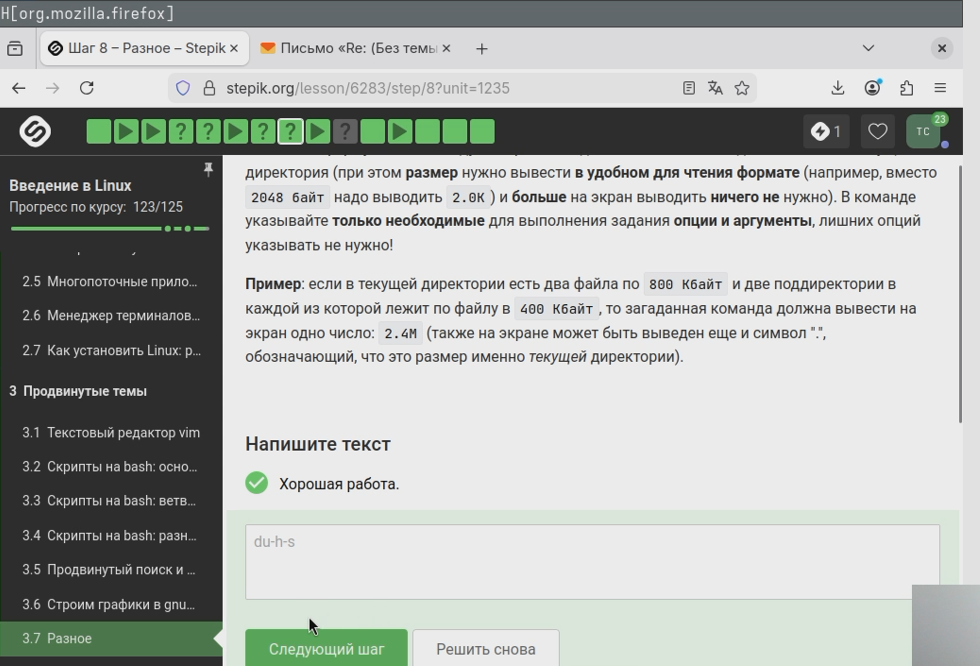 H[org.mozilla.firefox]
Шаг 8 – Разное – Stepik
Письмо «Re: (Без темы
stepik.org/lesson/6283/step/8?unit=1235
1
ТС
23
Введение в Linux
Прогресс по курсу: 123/125
2.5 Многопоточные прило...
2.6 Менеджер терминалов...
2.7 Как установить Linux: р...
3 Продвинутые темы
3.1 Текстовый редактор vim
3.2 Скрипты на bash: осно...
3.3 Скрипты на bash: ветв...
3.4 Скрипты на bash: разн...
3.5 Продвинутый поиск и ...
3.6 Строим графики в gnu...
3.7 Разное
директория (при этом размер нужно вывести в удобном для чтения формате (например, вместо
2048 байт надо выводить 2.0K ) и больше на экран выводить ничего не нужно). В команде
указывайте только необходимые для выполнения задания опции и аргументы, лишних опций
указывать не нужно!
Пример: если в текущей директории есть два файла по 800 Кбайт и две поддиректории в
каждой из которой лежит по файлу в 400 Кбайт , то загаданная команда должна вывести на
экран одно число: 2.4M (также на экране может быть выведен еще и символ ".",
обозначающий, что это размер именно текущей директории).
Напишите текст
Хорошая работа.
du-h-s
Следующий шаг
Решить снова